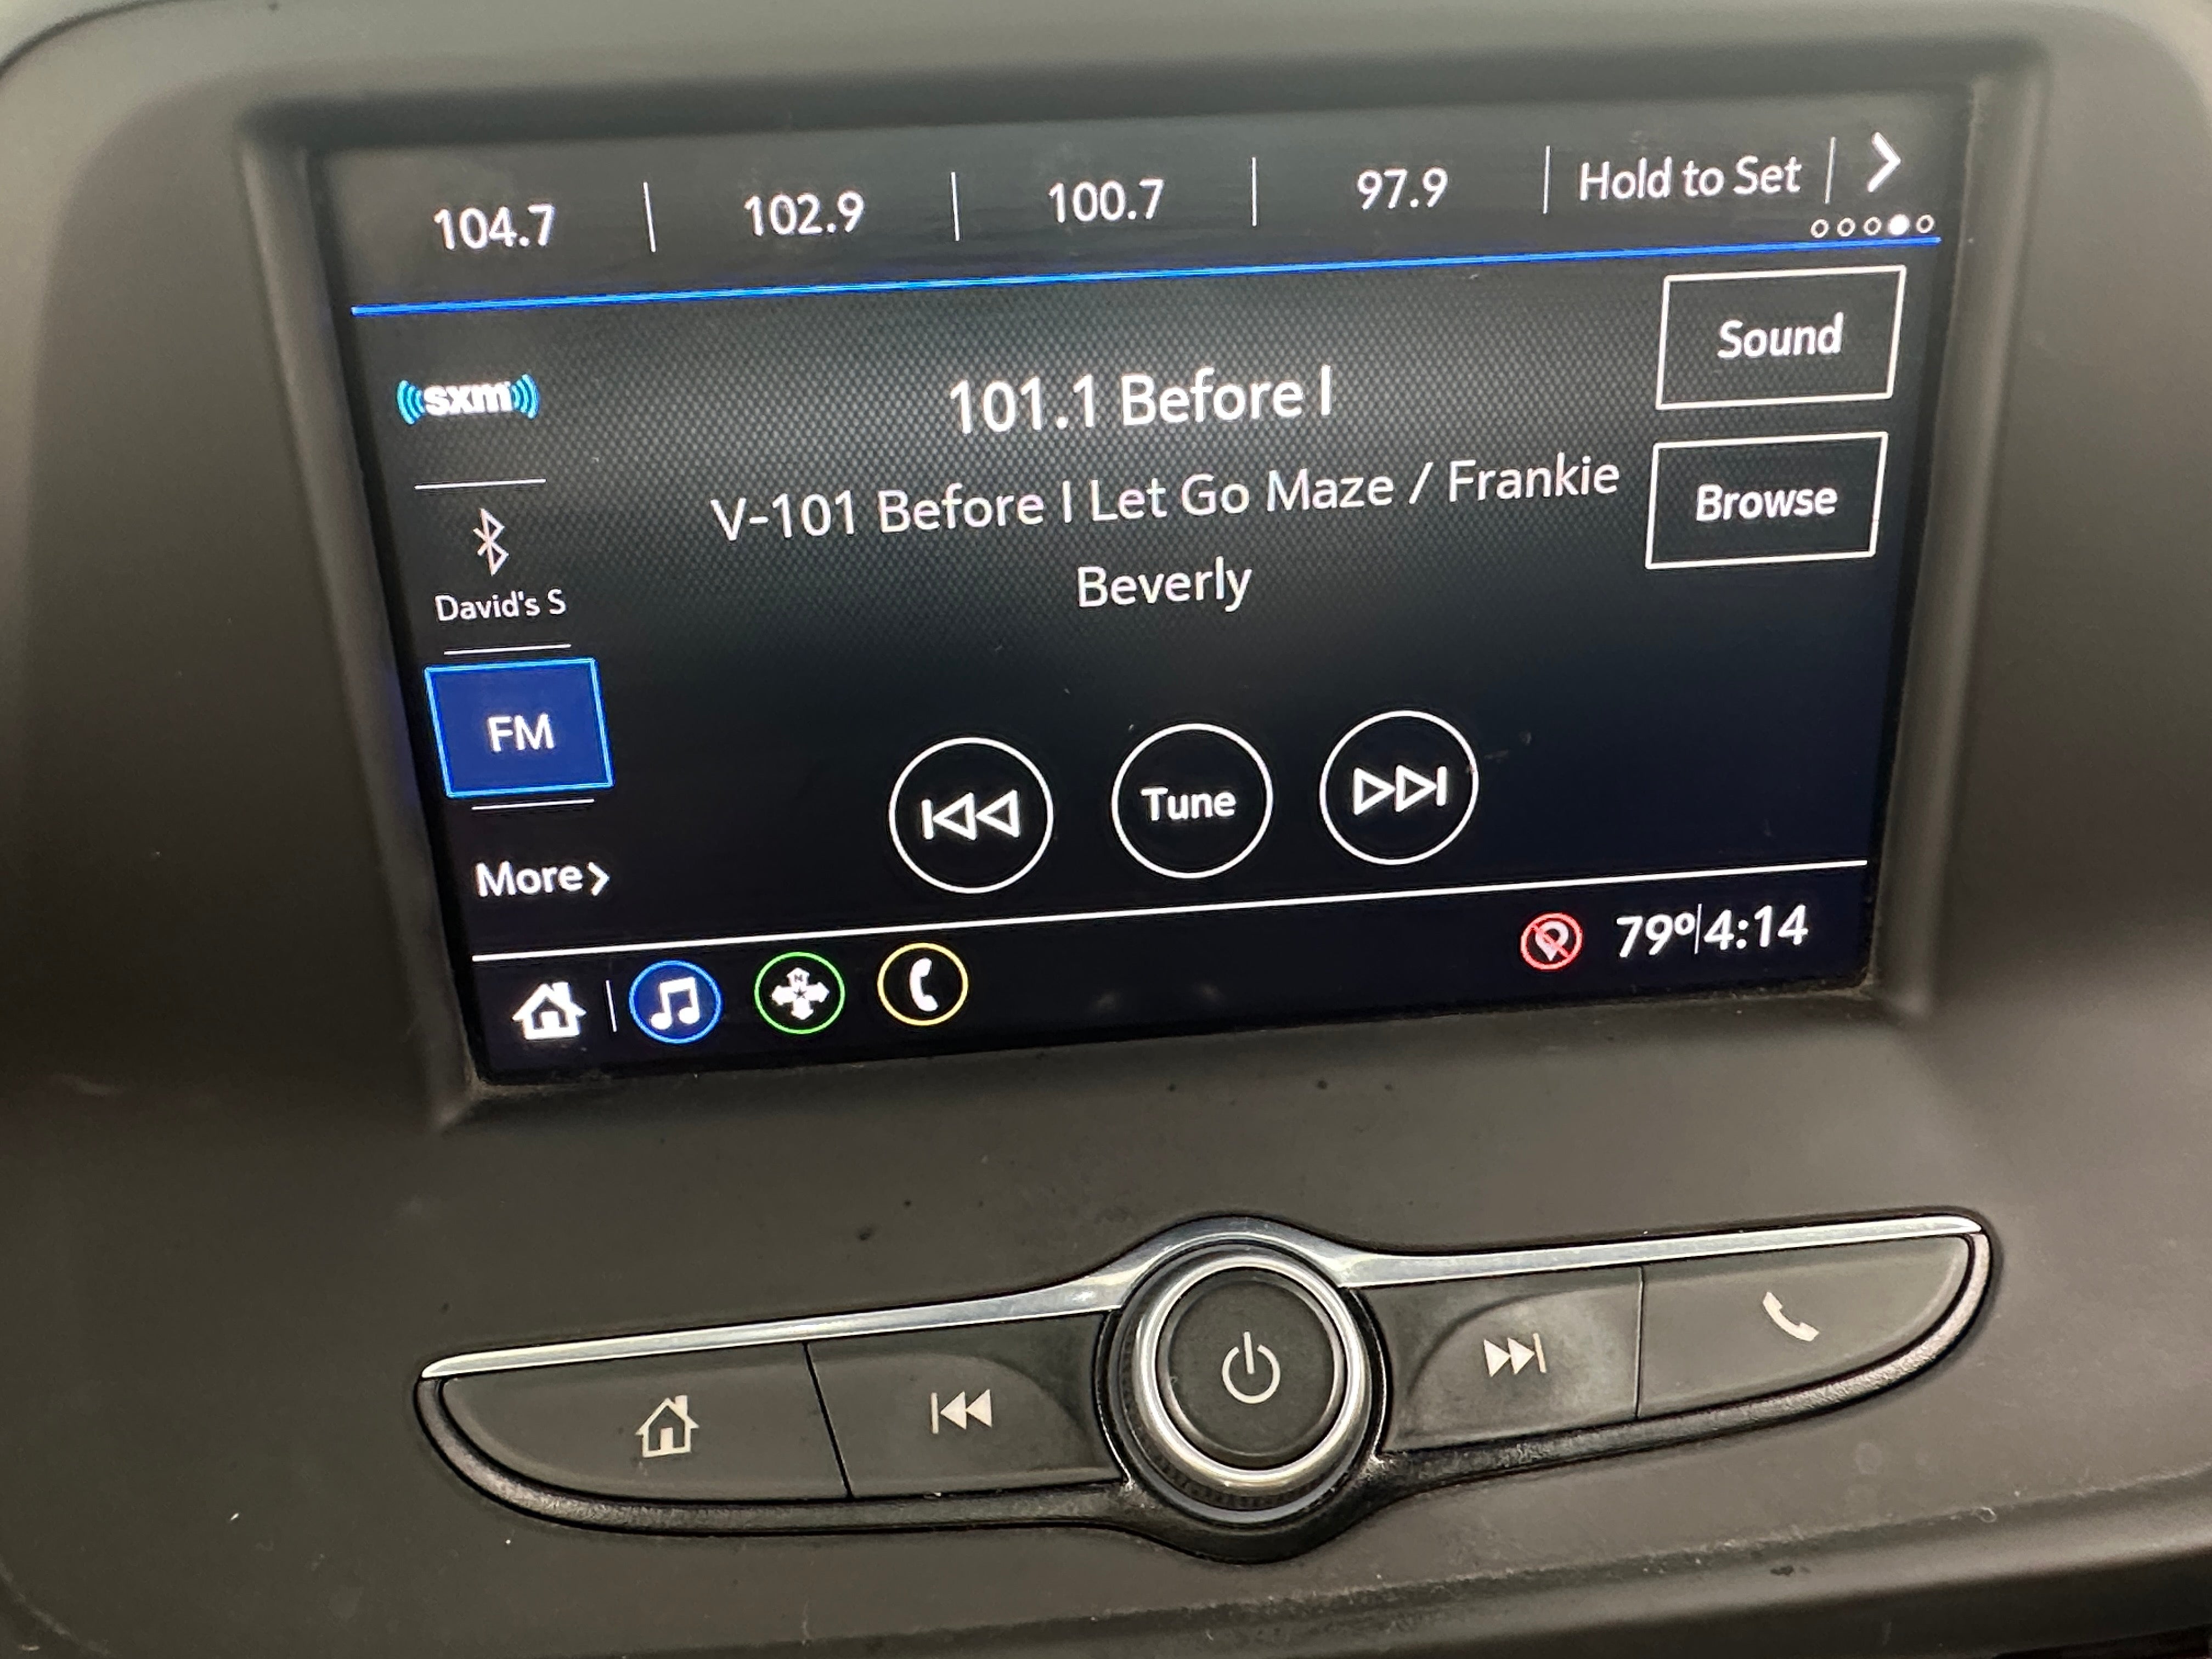 104.7 | 102.9 | 100.7 | 97.9 | Hold to Set |
sxm
101.1 Before I
Sound
V-101 Before I Let Go Maze / Frankie
Beverly
Browse
David's S
FM
Tune
More
79º|4:14
N